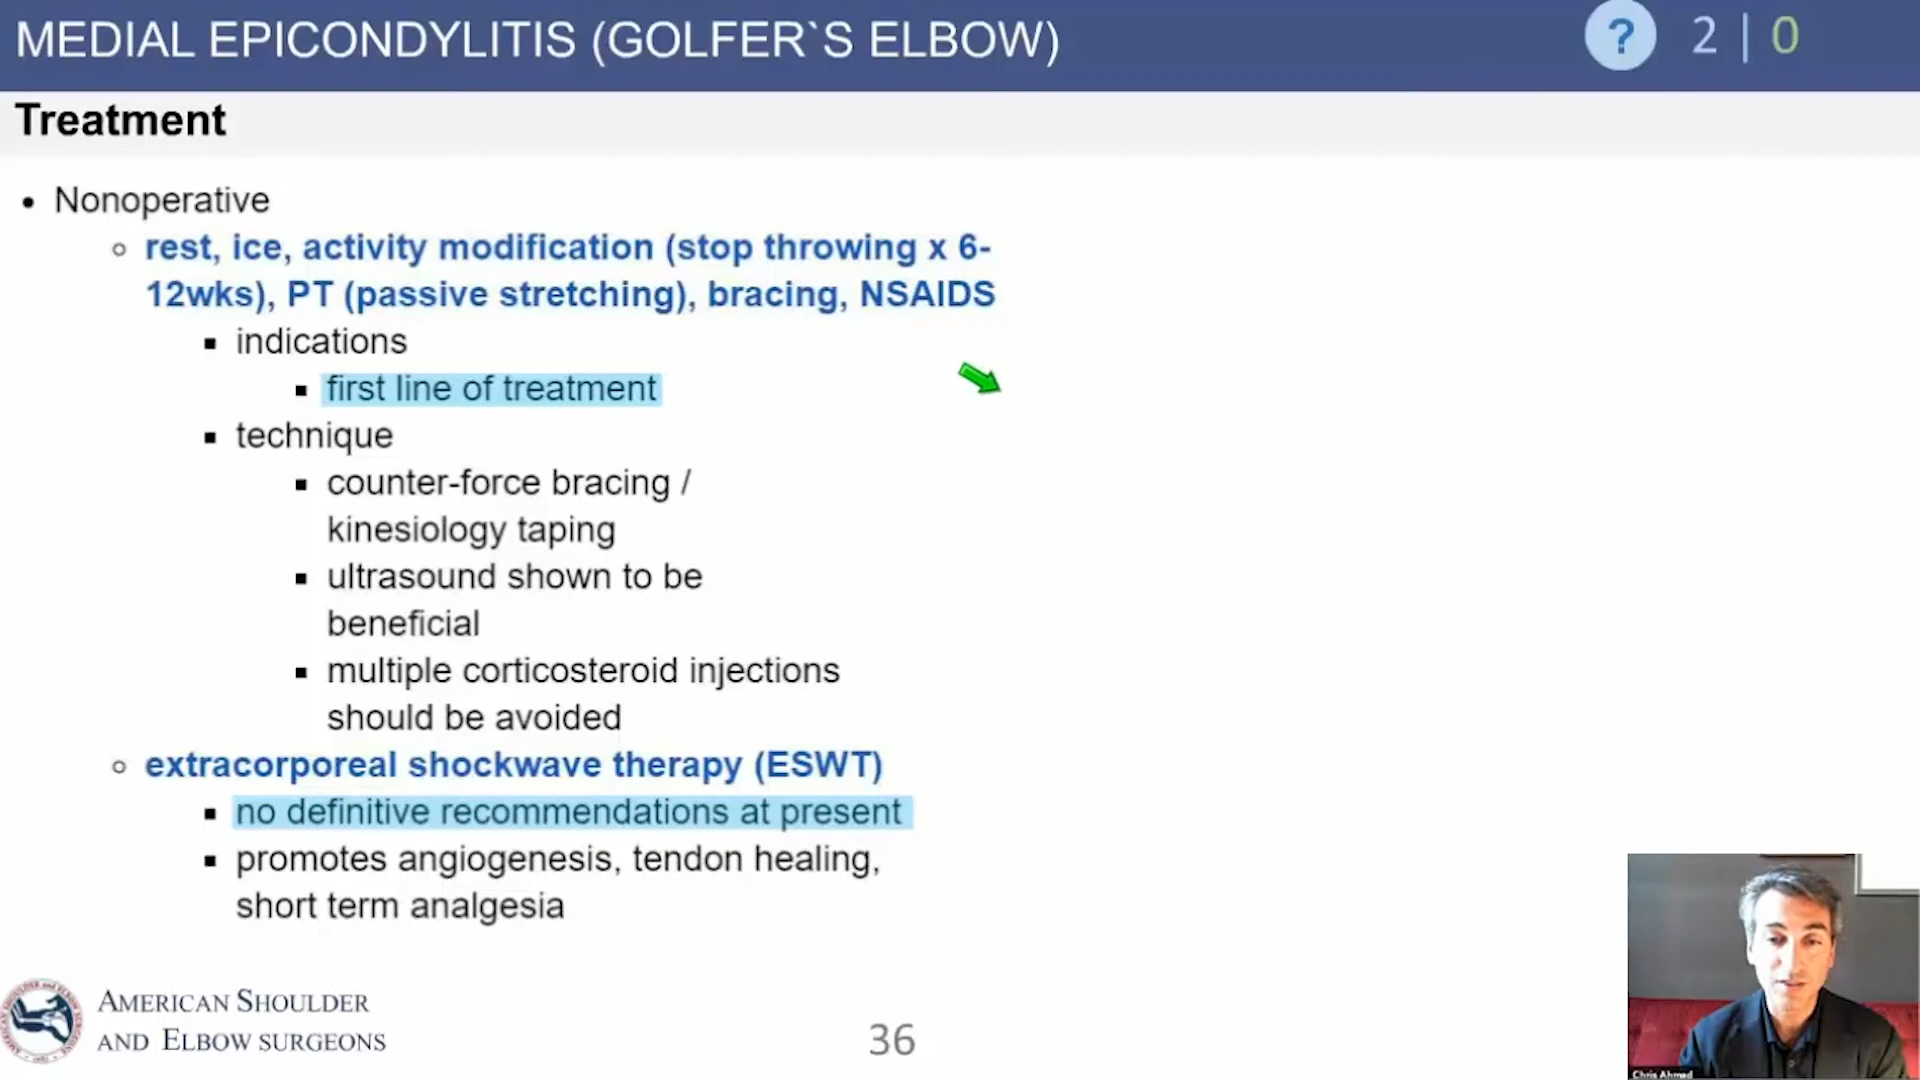 MEDIAL EPICONDYLITIS (GOLFER`S ELBOW)
? 2 | 0
Treatment
• Nonoperative
○ rest, ice, activity modification (stop throwing x 6-
12wks), PT (passive stretching), bracing, NSAIDS
▪ indications
▪ first line of treatment
▪ technique
▪ counter-force bracing /
kinesiology taping
▪ ultrasound shown to be
beneficial
▪ multiple corticosteroid injections
should be avoided
○ extracorporeal shockwave therapy (ESWT)
▪ no definitive recommendations at present
▪ promotes angiogenesis, tendon healing,
short term analgesia
AMERICAN SHOULDER
AND ELBOW SURGEONS
36
Chris Ahmad